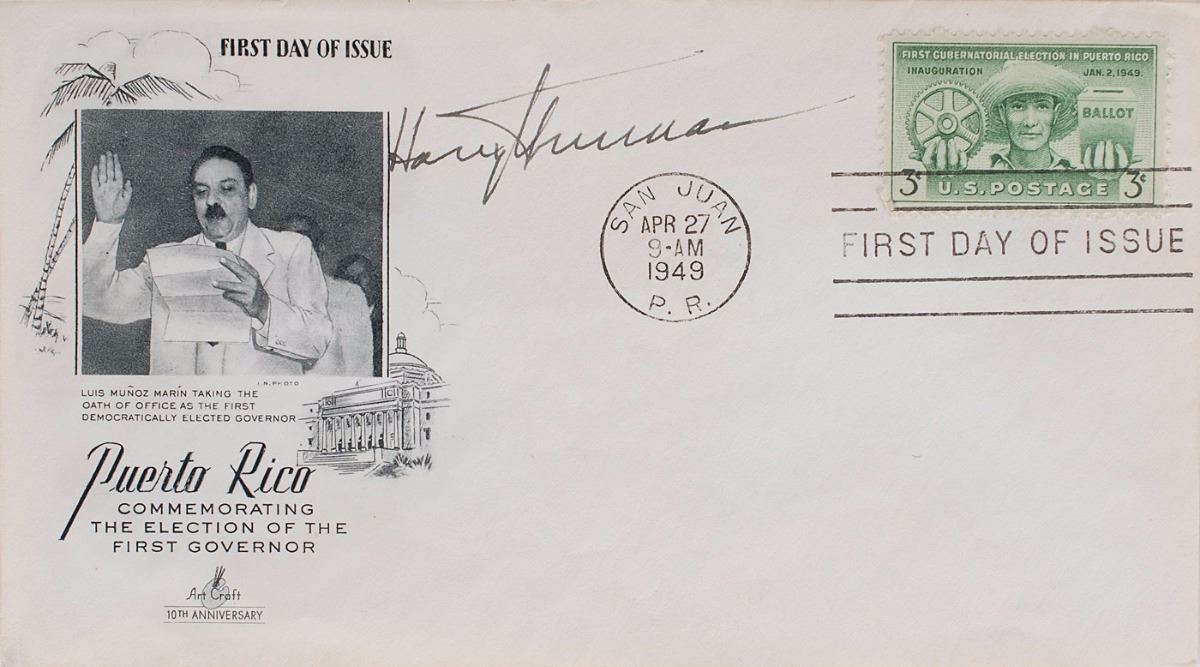 FIRST DAY OF ISSUE
Harry Truman
FIRST GUBERNATORIAL ELECTION IN PUERTO RICO
INAUGURATION JAN. 2, 1949.
BALLOT
3¢ U.S. POSTAGE 3¢
SAN JUAN
APR 27
9-AM
1949
P. R.
FIRST DAY OF ISSUE
I.N. PHOTO
LUIS MUÑOZ MARÍN TAKING THE
OATH OF OFFICE AS THE FIRST
DEMOCRATICALLY ELECTED GOVERNOR
Puerto Rico
COMMEMORATING
THE ELECTION OF THE
FIRST GOVERNOR
Art Craft
10TH ANNIVERSARY